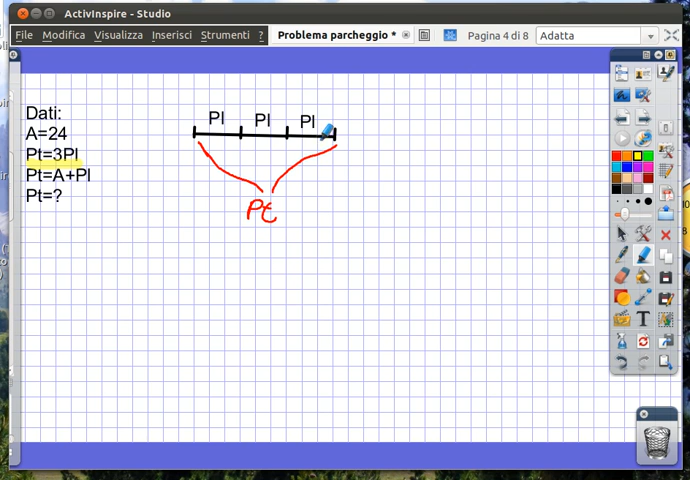 ActivInspire - Studio
File Modifica Visualizza Inserisci Strumenti ? Problema parcheggio * Pagina 4 di 8 Adatta
Dati:
A=24
Pt=3Pl
Pt=A+Pl
Pt=?
Pl Pl Pl
Pt